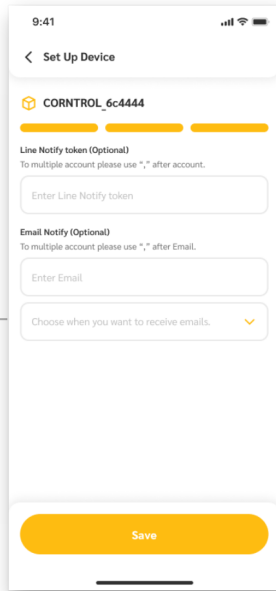 9:41
Set Up Device
CORNTROL_6c4444
Line Notify token (Optional)
To multiple account please use “,” after account.
Enter Line Notify token
Email Notify (Optional)
To multiple account please use “,” after Email.
Enter Email
Choose when you want to receive emails.
Save